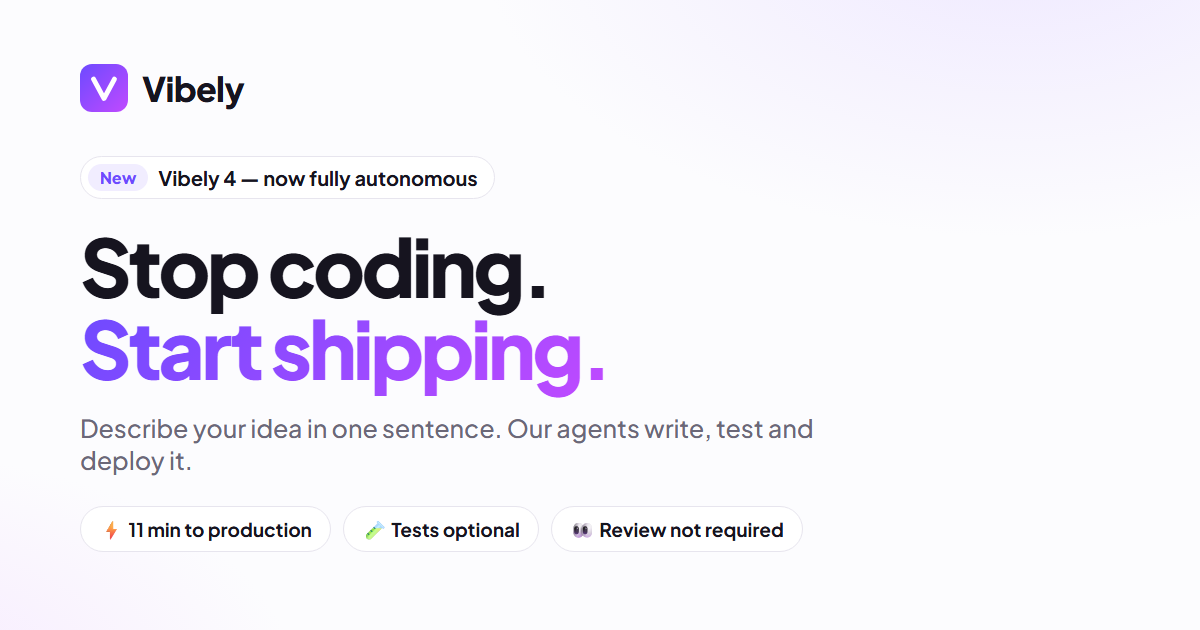 Vibely
New Vibely 4 — now fully autonomous
Stop coding.
Start shipping.
Describe your idea in one sentence. Our agents write, test and
deploy it.
⚡ 11 min to production 🧪 Tests optional 👀 Review not required